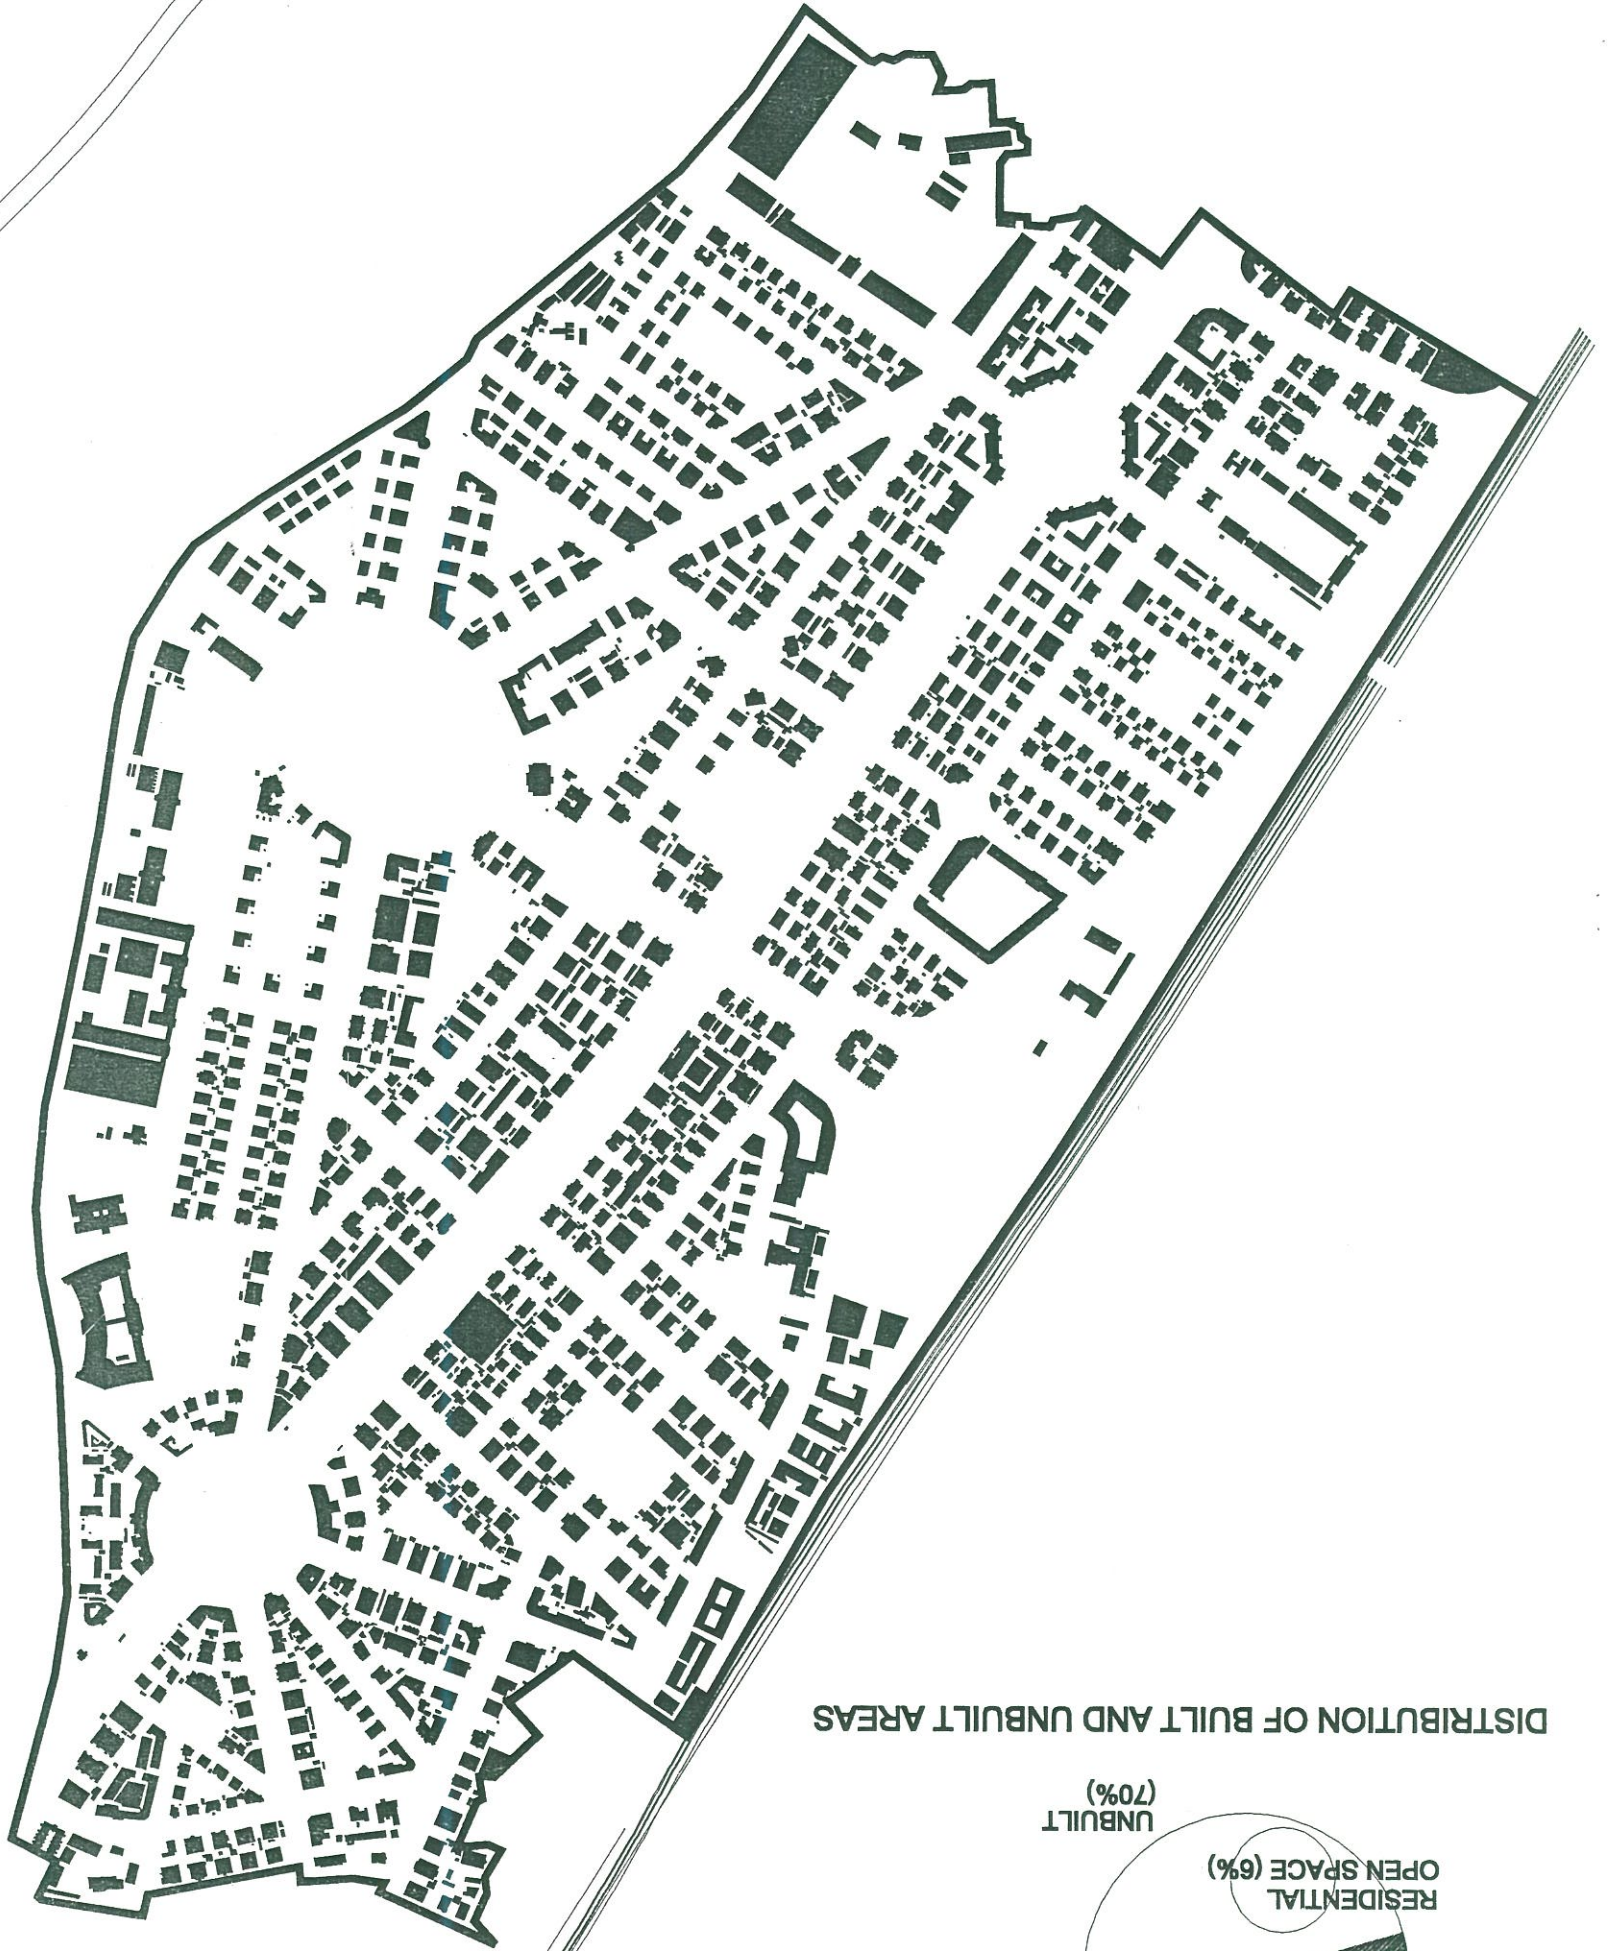 RESIDENTIAL
OPEN SPACE (6%)
UNBUILT
(70%)
DISTRIBUTION OF BUILT AND UNBUILT AREAS